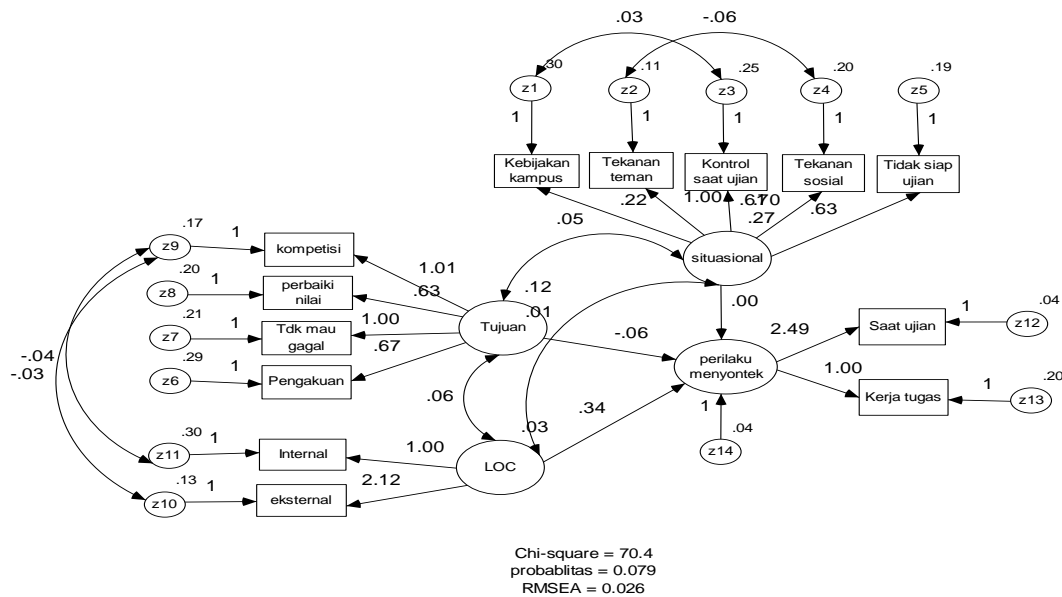 .03
-.06
.30
.11
.25
.20
.19
z1
z2
z3
z4
z5
1
1
1
1
1
Kebijakan
kampus
Tekanan
teman
Kontrol
saat ujian
Tekanan
sosial
Tidak siap
ujian
.22
1.00
.70
.63
.27
.05
situasional
.17
z9
1
kompetisi
.20
z8
1
perbaiki
nilai
.21
z7
1
Tdk mau
gagal
.29
z6
1
Pengakuan
1.01
.63
1.00
.67
.12
.01
Tujuan
.00
-.06
2.49
1.00
perilaku
menyontek
Saat ujian
1
.04
z12
Kerja tugas
1
.20
z13
-.04
-.03
.06
.03
.34
1
.04
z14
.30
z11
1
Internal
1.00
LOC
.13
z10
1
eksternal
2.12
Chi-square = 70.4
probablitas = 0.079
RMSEA = 0.026